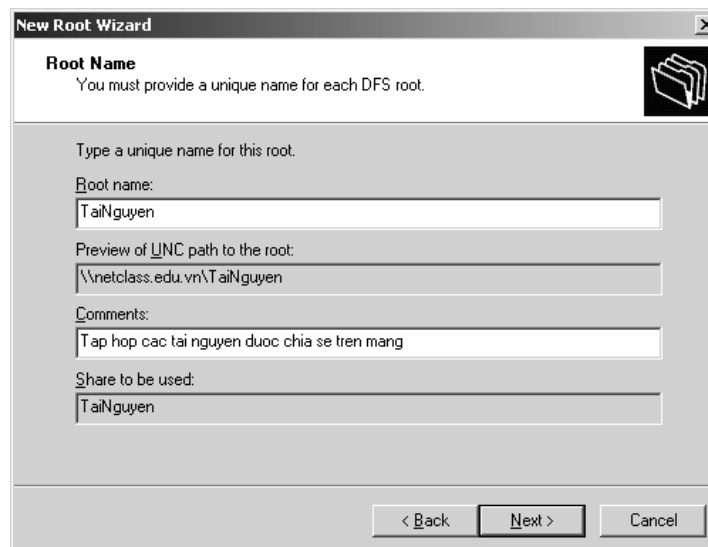 New Root Wizard
Root Name
You must provide a unique name for each DFS root.
Type a unique name for this root.
Root name:
TaiNguyen
Preview of UNC path to the root:
\\netclass.edu.vn\TaiNguyen
Comments:
Tap hop cac tai nguyen duoc chia se tren mang
Share to be used:
TaiNguyen
< Back Next > Cancel